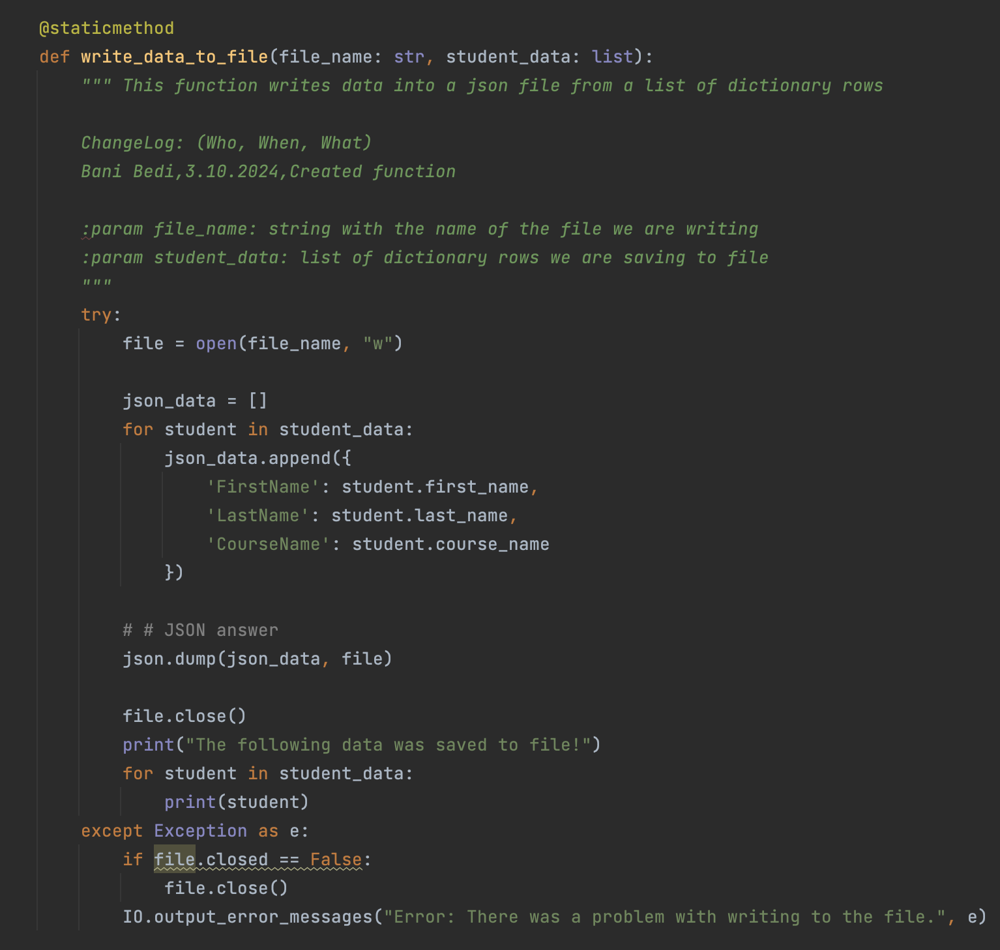 @staticmethod
def write_data_to_file(file_name: str, student_data: list):
    """ This function writes data into a json file from a list of dictionary rows

    ChangeLog: (Who, When, What)
    Bani Bedi,3.10.2024,Created function

    :param file_name: string with the name of the file we are writing
    :param student_data: list of dictionary rows we are saving to file
    """
    try:
        file = open(file_name, "w")

        json_data = []
        for student in student_data:
            json_data.append({
                'FirstName': student.first_name,
                'LastName': student.last_name,
                'CourseName': student.course_name
            })

        # # JSON answer
        json.dump(json_data, file)

        file.close()
        print("The following data was saved to file!")
        for student in student_data:
            print(student)
    except Exception as e:
        if file.closed == False:
            file.close()
        IO.output_error_messages("Error: There was a problem with writing to the file.", e)